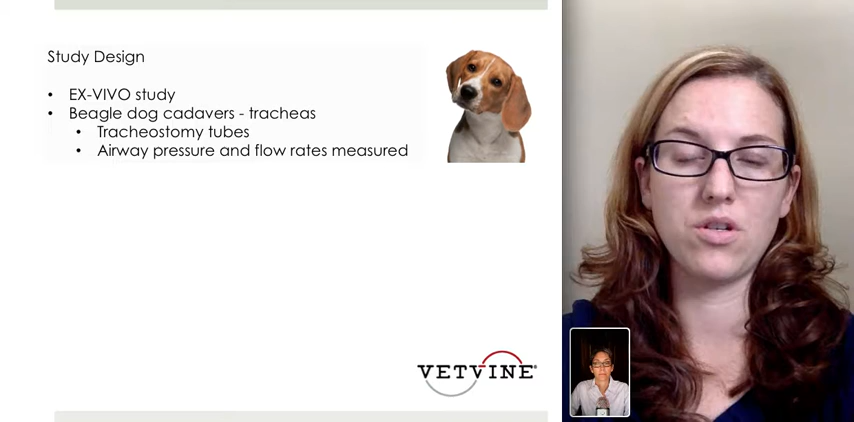 Study Design
• EX-VIVO study
• Beagle dog cadavers - tracheas
• Tracheostomy tubes
• Airway pressure and flow rates measured
VETVINE®